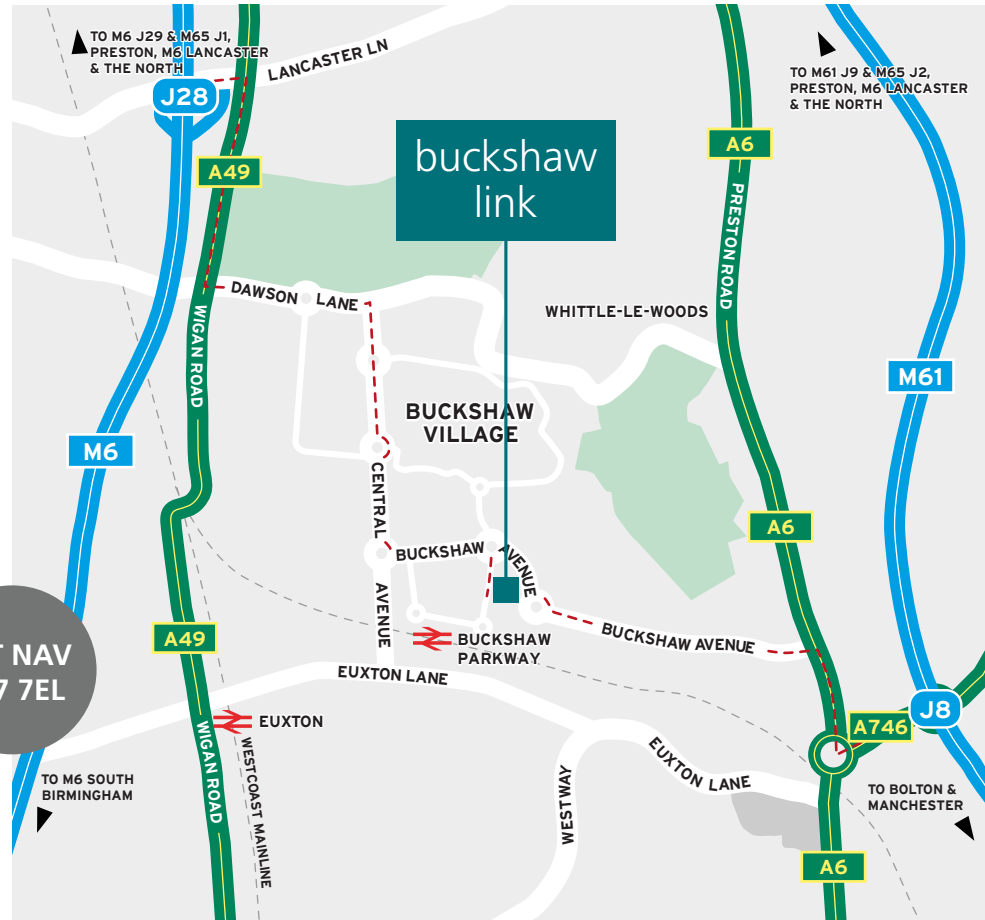 TO M6 J29 & M65 J1,
PRESTON, M6 LANCASTER
& THE NORTH
LANCASTER LN
J28
TO M61 J9 & M65 J2,
PRESTON, M6 LANCASTER
& THE NORTH
A49
buckshaw
link
A6
PRESTON ROAD
DAWSON LANE
WIGAN ROAD
WHITTLE-LE-WOODS
M61
BUCKSHAW
VILLAGE
M6
CENTRAL
AVENUE
A6
BUCKSHAW AVENUE
A49
BUCKSHAW
PARKWAY
BUCKSHAW AVENUE
T NAV
7 7EL
EUXTON LANE
EUXTON
WIGAN ROAD
WESTCOAST MAINLINE
J8
A746
EUXTON LANE
WESTWAY
TO M6 SOUTH
BIRMINGHAM
TO BOLTON &
MANCHESTER
A6